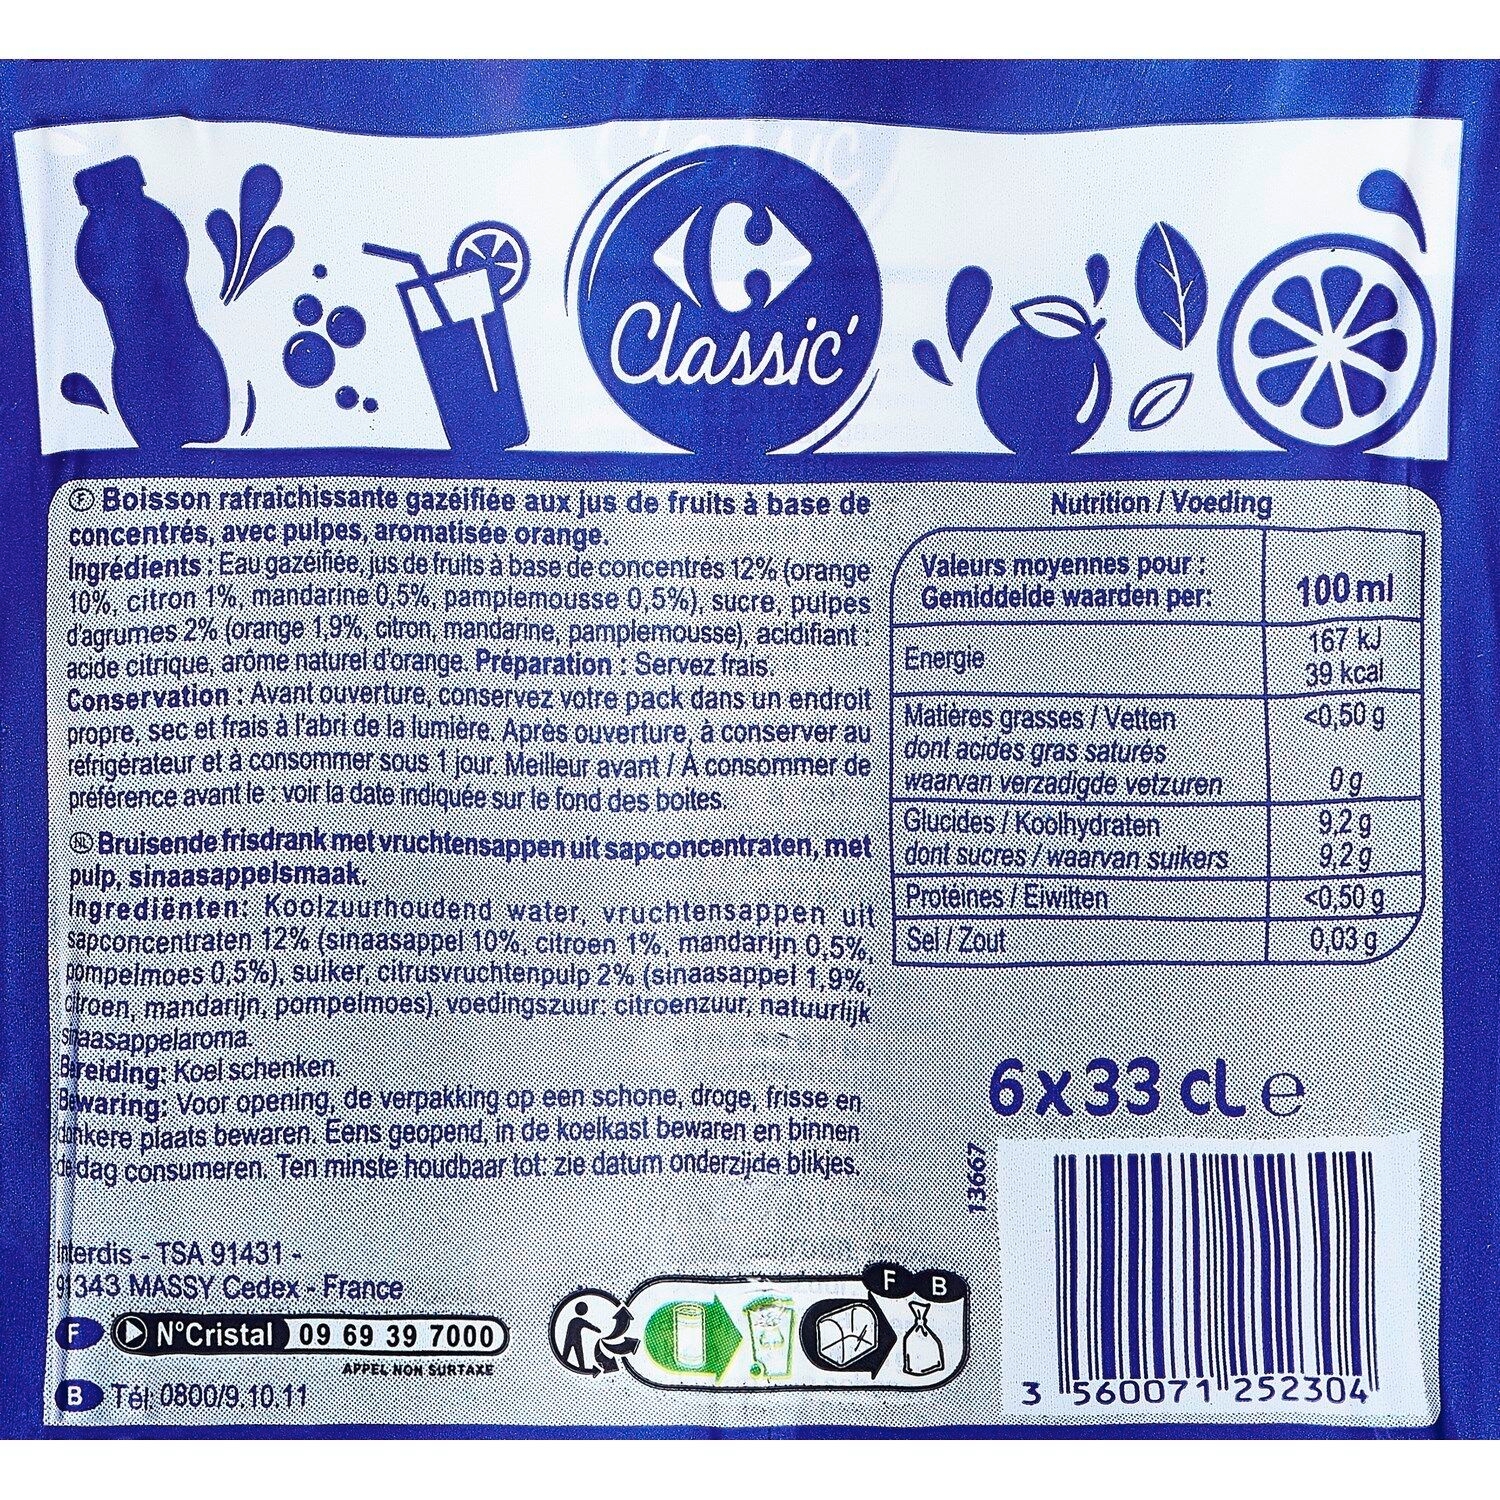 Classic'
F Boisson rafraîchissante gazéifiée aux jus de fruits à base de
concentrés, avec pulpes, aromatisée orange.
Ingrédients : Eau gazéifiée, jus de fruits à base de concentrés 12% (orange
10%, citron 1%, mandarine 0,5%, pamplemousse 0,5%), sucre, pulpes
d'agrumes 2% (orange 1,9%, citron, mandarine, pamplemousse), acidifiant :
acide citrique, arôme naturel d'orange. Préparation : Servez frais.
Conservation : Avant ouverture, conservez votre pack dans un endroit
propre, sec et frais à l'abri de la lumière. Après ouverture, à conserver au
réfrigérateur et à consommer sous 1 jour. Meilleur avant / À consommer de
préférence avant le : voir la date indiquée sur le fond des boites.
NL Bruisende frisdrank met vruchtensappen uit sapconcentraten, met
pulp, sinaasappelsmaak.
Ingrediënten: Koolzuurhoudend water, vruchtensappen uit
sapconcentraten 12% (sinaasappel 10%, citroen 1%, mandarijn 0,5%,
pompelmoes 0,5%), suiker, citrusvruchtenpulp 2% (sinaasappel 1,9%,
citroen, mandarijn, pompelmoes), voedingszuur: citroenzuur, natuurlijk
sinaasappelaroma.
Bereiding: Koel schenken.
Bewaring: Voor opening, de verpakking op een schone, droge, frisse en
donkere plaats bewaren. Eens geopend, in de koelkast bewaren en binnen
de dag consumeren. Ten minste houdbaar tot: zie datum onderzijde blikjes.
Interdis - TSA 91431 -
91343 MASSY Cedex - France
F N°Cristal 09 69 39 7000
APPEL NON SURTAXE
B Tél: 0800/9.10.11
F B
Nutrition / Voeding
Valeurs moyennes pour :
Gemiddelde waarden per: 100 ml
Energie 167 kJ
39 kcal
Matières grasses / Vetten <0,50 g
dont acides gras saturés
waarvan verzadigde vetzuren 0 g
Glucides / Koolhydraten 9,2 g
dont sucres / waarvan suikers 9,2 g
Protéines / Eiwitten <0,50 g
Sel / Zout 0,03 g
6x33 cL e
13667
3 560071 252304